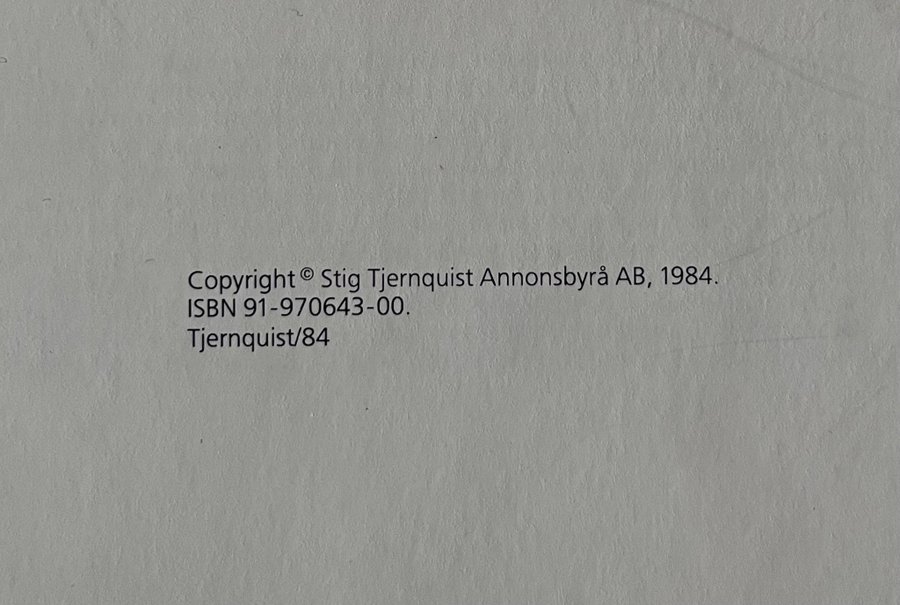 Copyright © Stig Tjernquist Annonsbyrå AB, 1984.
ISBN 91-970643-00.
Tjernquist/84